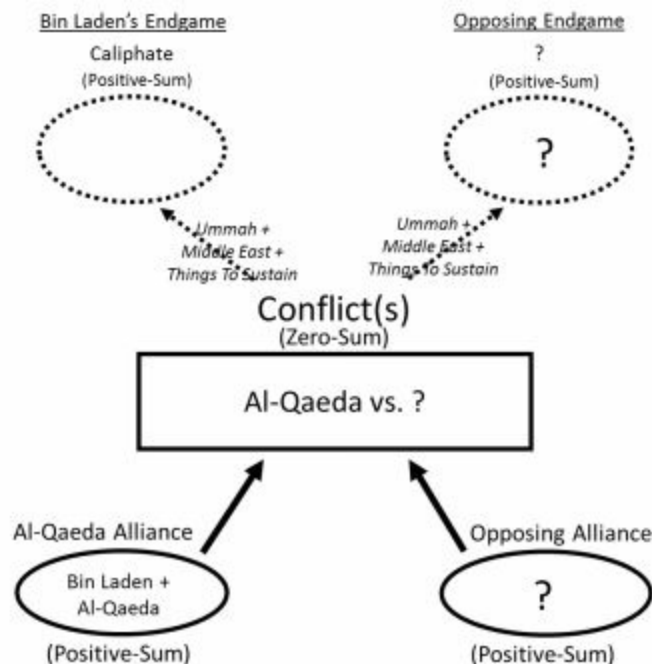 Bin Laden's Endgame
Caliphate
(Positive-Sum)
Opposing Endgame
?
(Positive-Sum)
?
Ummah +
Middle East +
Things To Sustain
Ummah +
Middle East +
Things To Sustain
Conflict(s)
(Zero-Sum)
Al-Qaeda vs. ?
Al-Qaeda Alliance
Bin Laden +
Al-Qaeda
(Positive-Sum)
Opposing Alliance
?
(Positive-Sum)